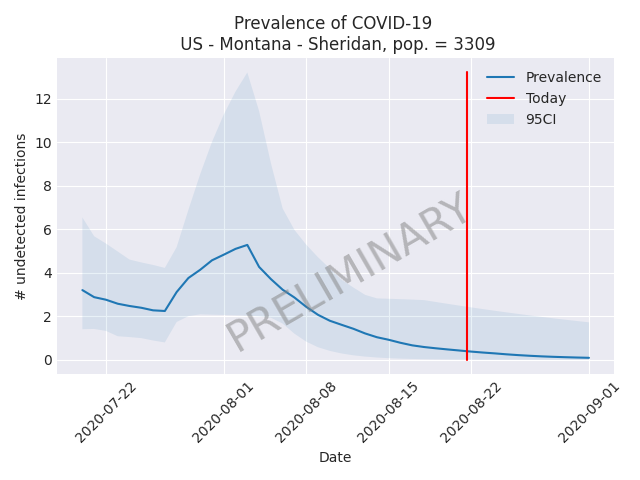 Prevalence of COVID-19
US - Montana - Sheridan, pop. = 3309
Prevalence
Today
95CI
PRELIMINARY
# undetected infections
12
10
8
6
4
2
0
2020-07-22
2020-08-01
2020-08-08
2020-08-15
2020-08-22
2020-09-01
Date